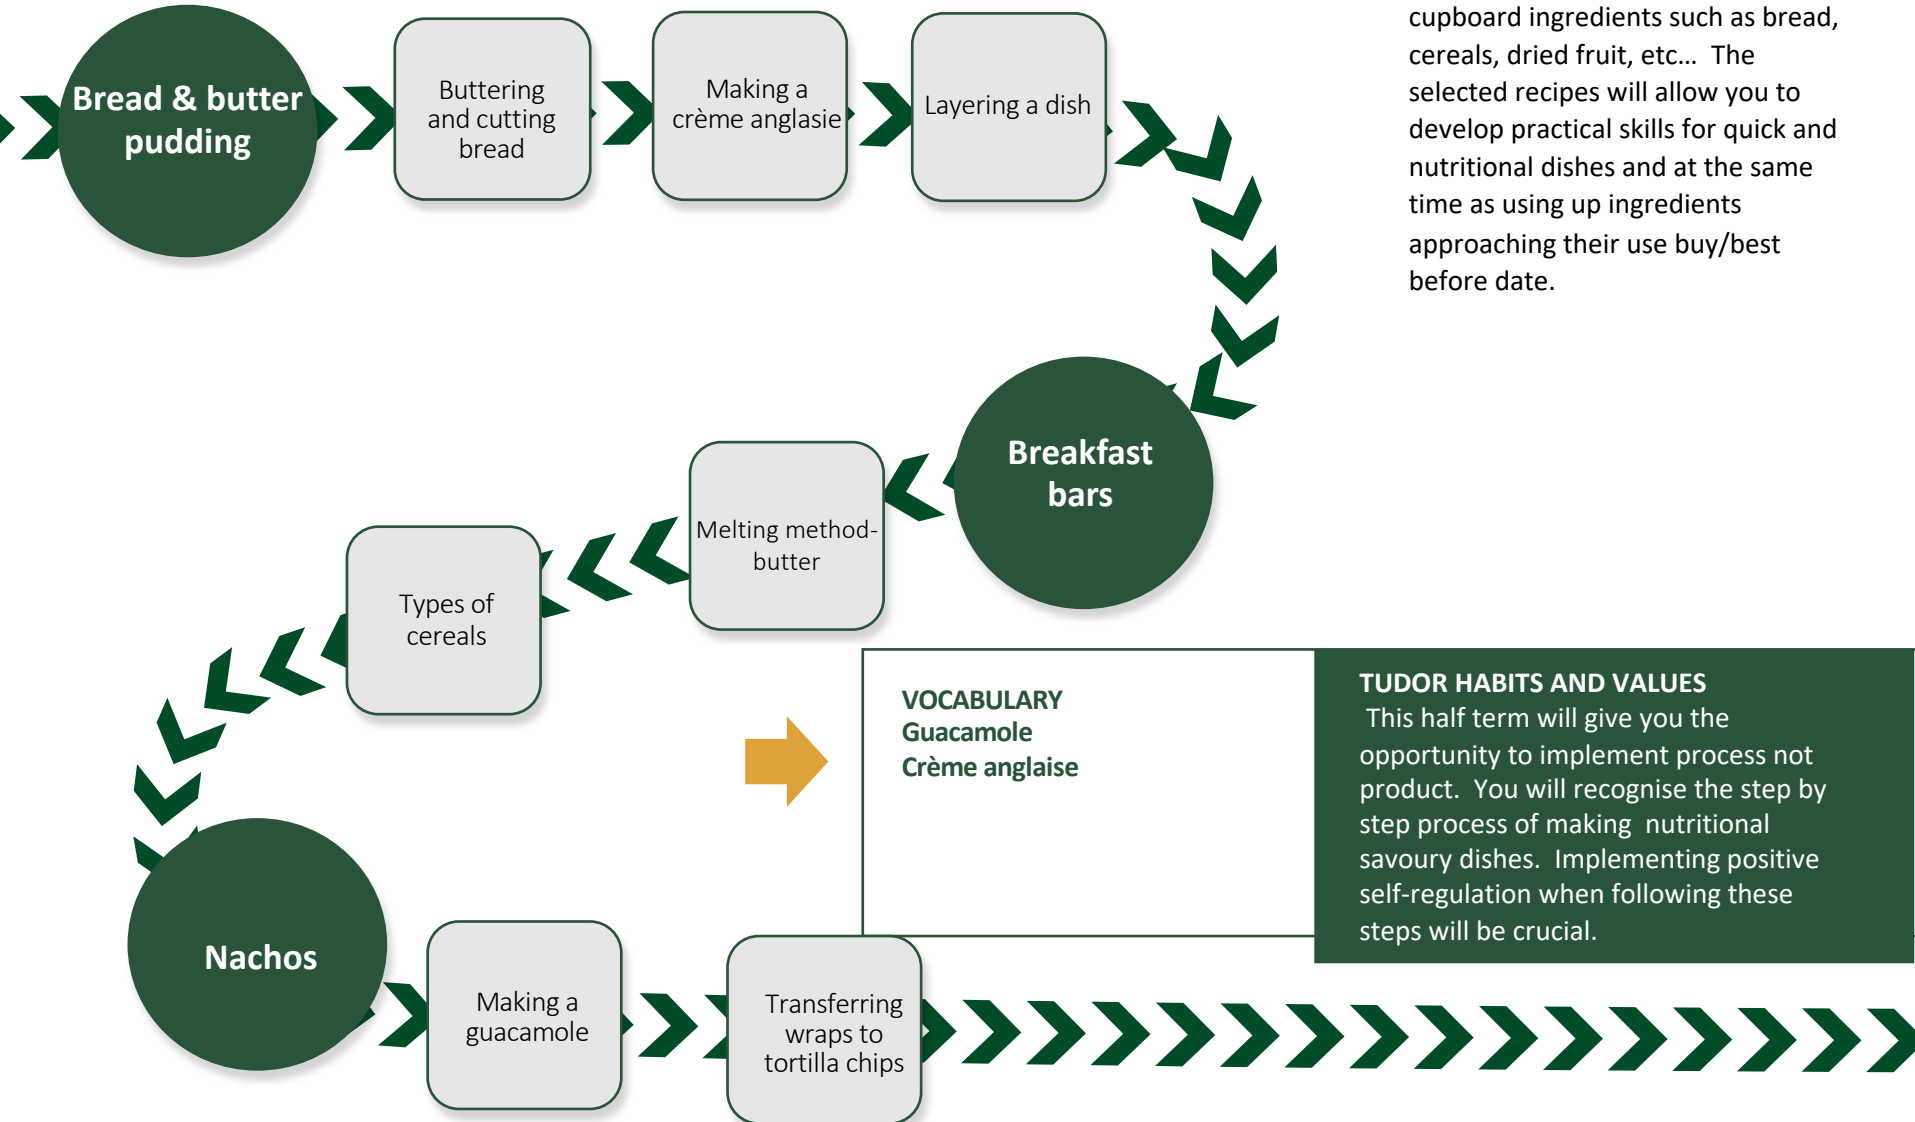 Bread & butter
pudding
Buttering
and cutting
bread
Making a
crème anglasie
Layering a dish
cupboard ingredients such as bread,
cereals, dried fruit, etc… The
selected recipes will allow you to
develop practical skills for quick and
nutritional dishes and at the same
time as using up ingredients
approaching their use buy/best
before date.
Breakfast
bars
Melting method-
butter
Types of
cereals
Nachos
Making a
guacamole
Transferring
wraps to
tortilla chips
VOCABULARY
Guacamole
Crème anglaise
TUDOR HABITS AND VALUES
This half term will give you the
opportunity to implement process not
product. You will recognise the step by
step process of making nutritional
savoury dishes. Implementing positive
self-regulation when following these
steps will be crucial.